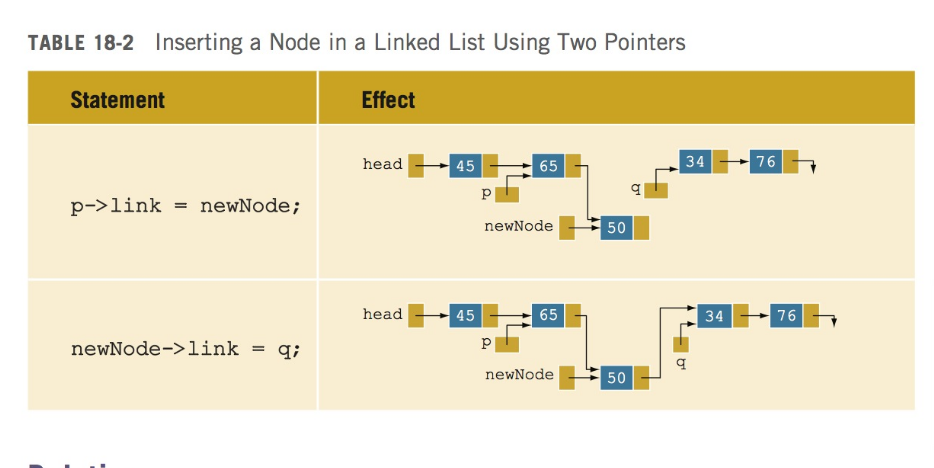 TABLE 18-2 Inserting a Node in a Linked List Using Two Pointers
Statement Effect
head 45 65 34 76
p q
p->link = newNode;
newNode 50
head 45 65 34 76
p
newNode->link = q;
q
newNode 50